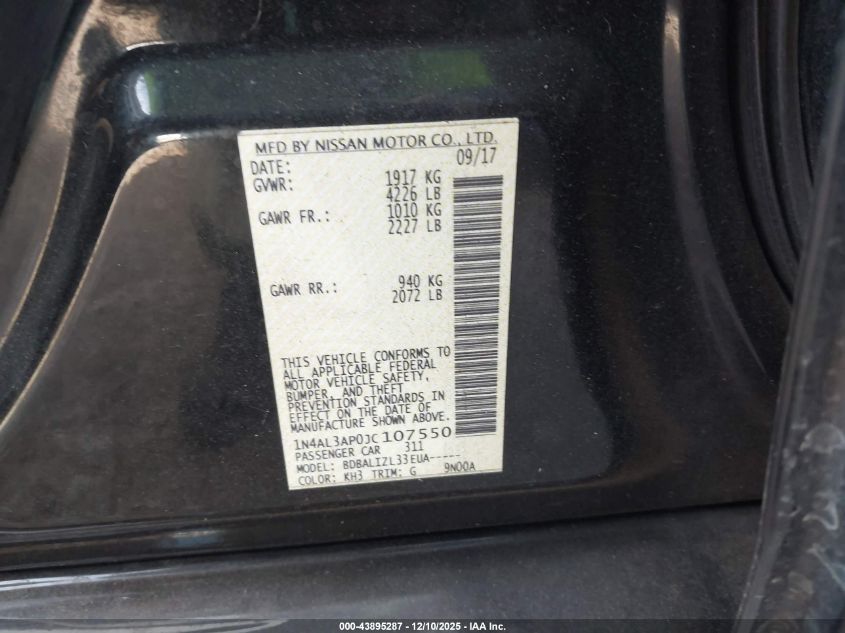 MFD BY NISSAN MOTOR CO., LTD.
DATE: 09/17
GVWR: 1917 KG
4226 LB
GAWR FR.: 1010 KG
2227 LB
GAWR RR.: 940 KG
2072 LB
THIS VEHICLE CONFORMS TO
ALL APPLICABLE FEDERAL
MOTOR VEHICLE SAFETY,
BUMPER, AND THEFT
PREVENTION STANDARDS IN
EFFECT ON THE DATE OF
MANUFACTURE SHOWN ABOVE.
1N4AL3AP0JC107550
PASSENGER CAR 311
MODEL: BDBALIZL33EUA-----
COLOR: KH3 TRIM: G 9N00A
000-43895287 - 12/10/2025 - IAA Inc.